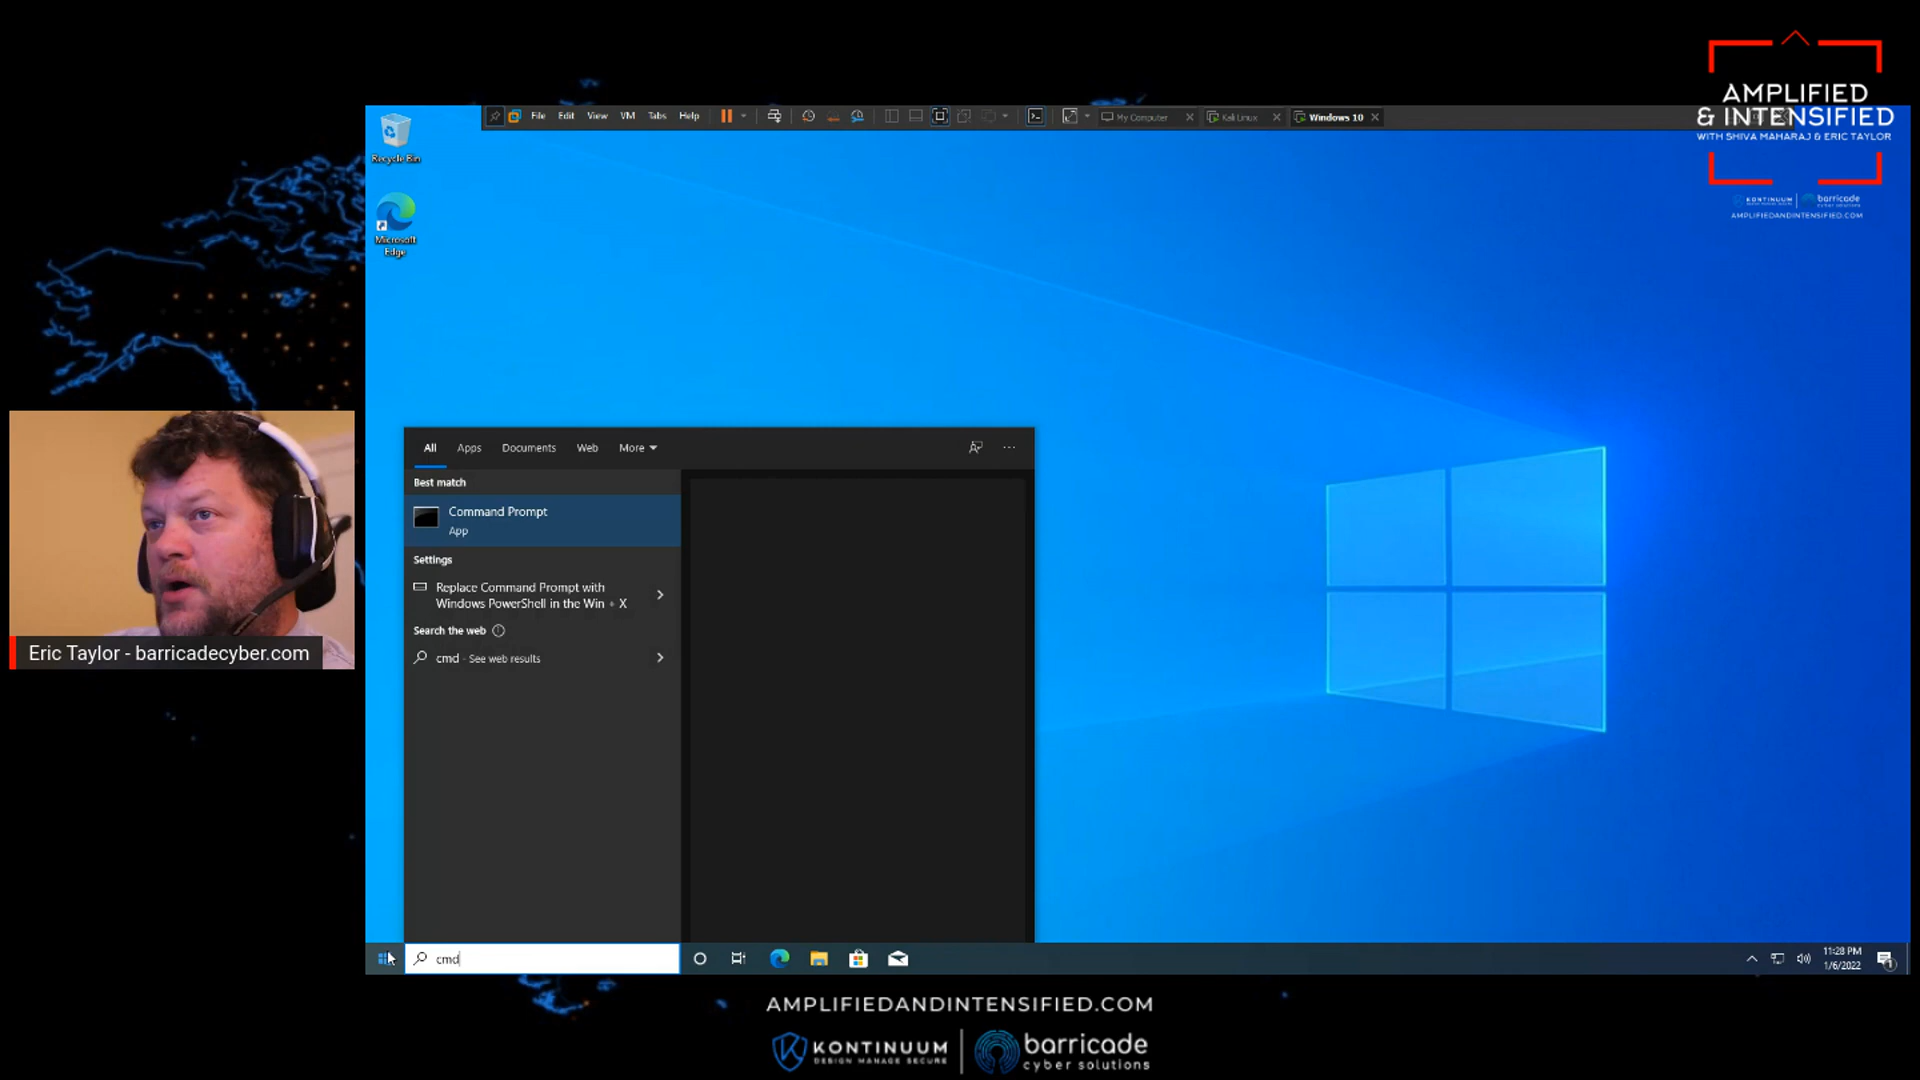 AMPLIFIED
& INTENSIFIED
WITH SHIVA MAHARAJ & ERIC TAYLOR
KONTINUUM
barricade
AMPLIFIEDANDINTENSIFIED.COM
File Edit View VM Tabs Help
My Computer
Kali Linux
Windows 10
Recycle Bin
Microsoft
Edge
All Apps Documents Web More
Best match
Command Prompt
App
Settings
Replace Command Prompt with
Windows PowerShell in the Win + X
Search the web
cmd - See web results
Eric Taylor - barricadecyber.com
cmd
11:28 PM
1/6/2022
1
AMPLIFIEDANDINTENSIFIED.COM
KONTINUUM
DESIGN MANAGE SECURE
barricade
cyber solutions